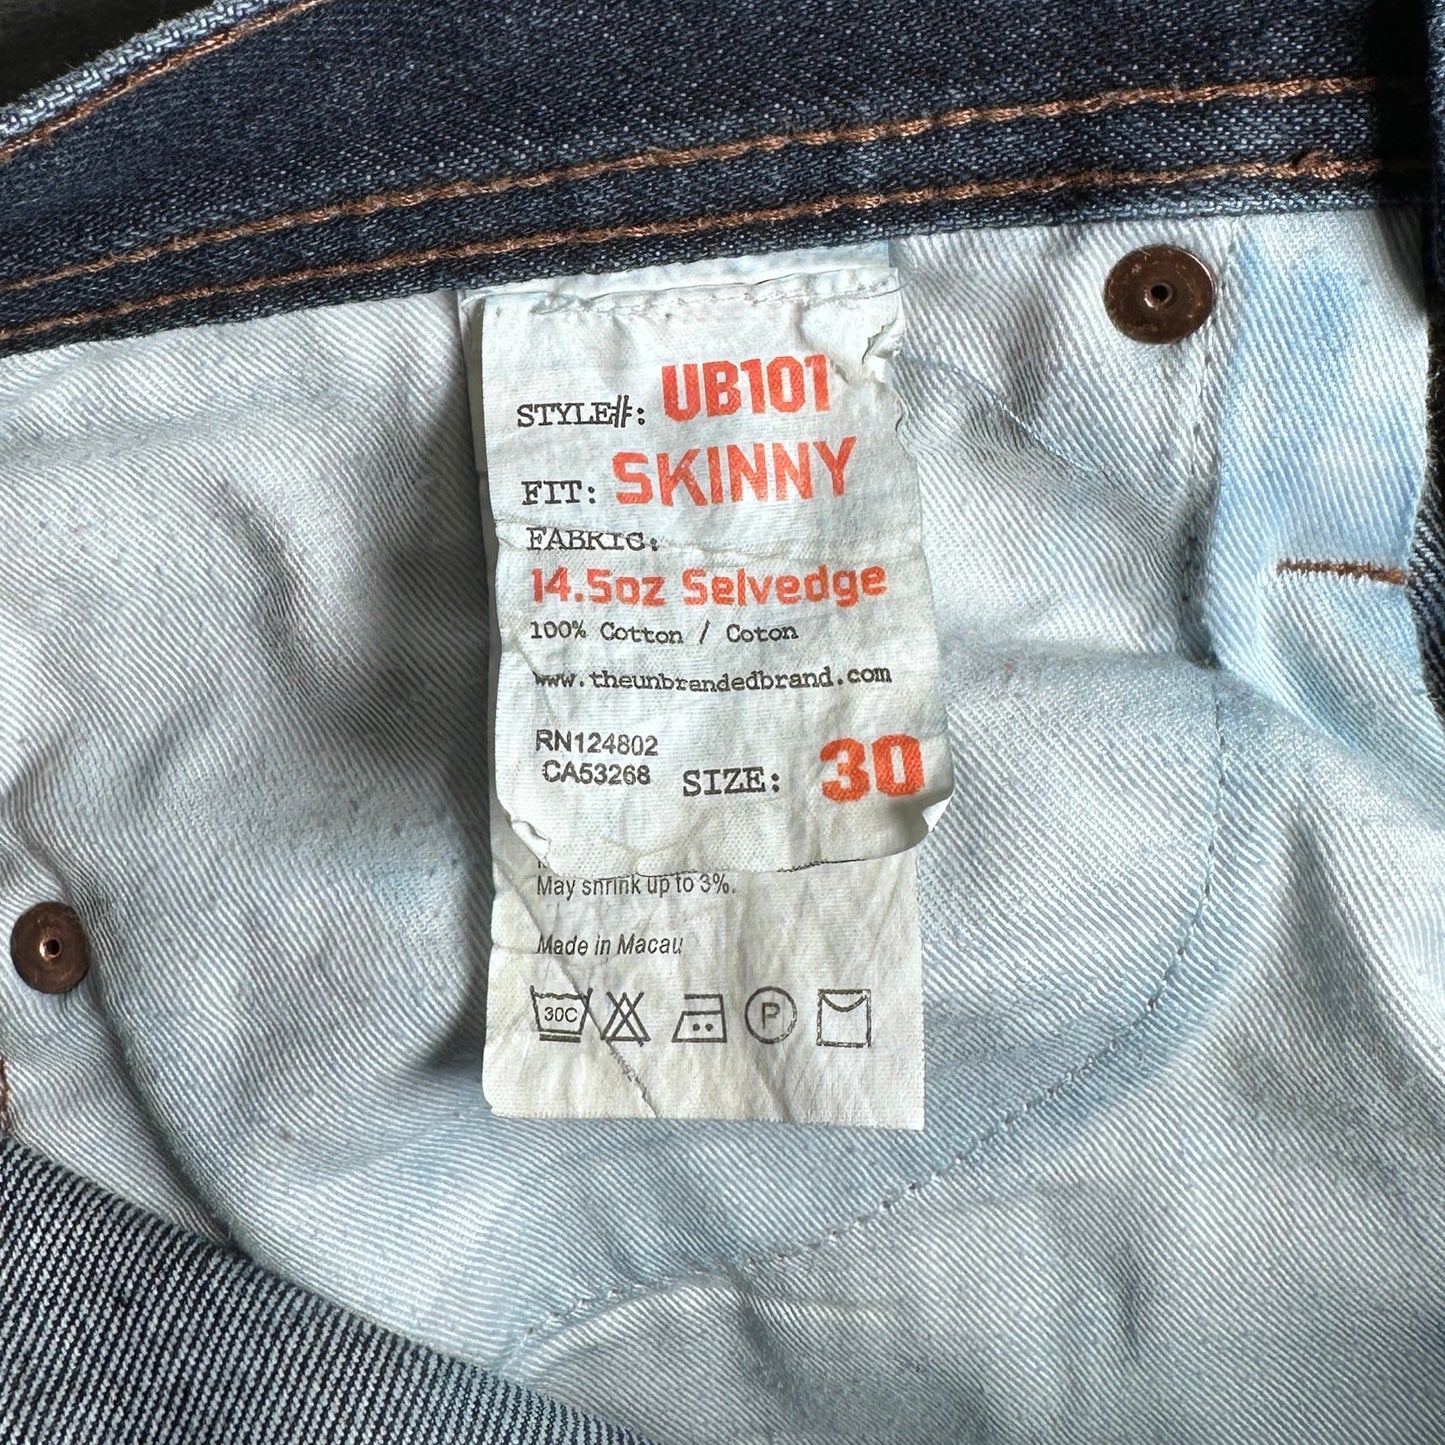 STYLE#: UB101
FIT: SKINNY
FABRIC:
14.5oz Selvedge
100% Cotton / Coton
www.theunbrandedbrand.com
RN124802
CA53268 SIZE: 30
May shrink up to 3%.
Made in Macau
30C P